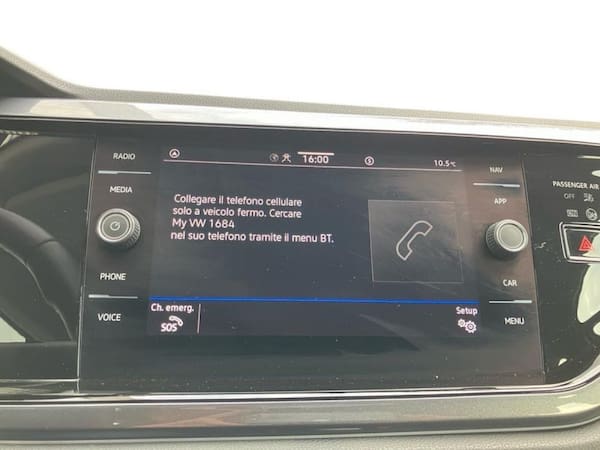 RADIO
MEDIA
PHONE
VOICE
16:00
10.5°C
Collegare il telefono cellulare
solo a veicolo fermo. Cercare
My VW 1684
nel suo telefono tramite il menu BT.
Ch. emerg.
SOS
Setup
NAV
APP
CAR
MENU
PASSENGER AIR
OFF